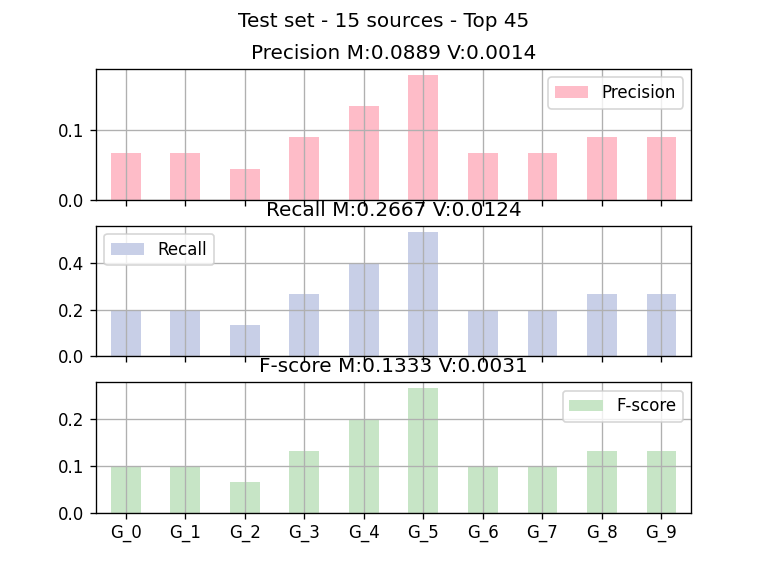 Test set - 15 sources - Top 45
Precision M:0.0889 V:0.0014
Precision
0.1
0.0
Recall M:0.2667 V:0.0124
Recall
0.4
0.2
0.0
F-score M:0.1333 V:0.0031
F-score
0.2
0.1
0.0
G_0 G_1 G_2 G_3 G_4 G_5 G_6 G_7 G_8 G_9